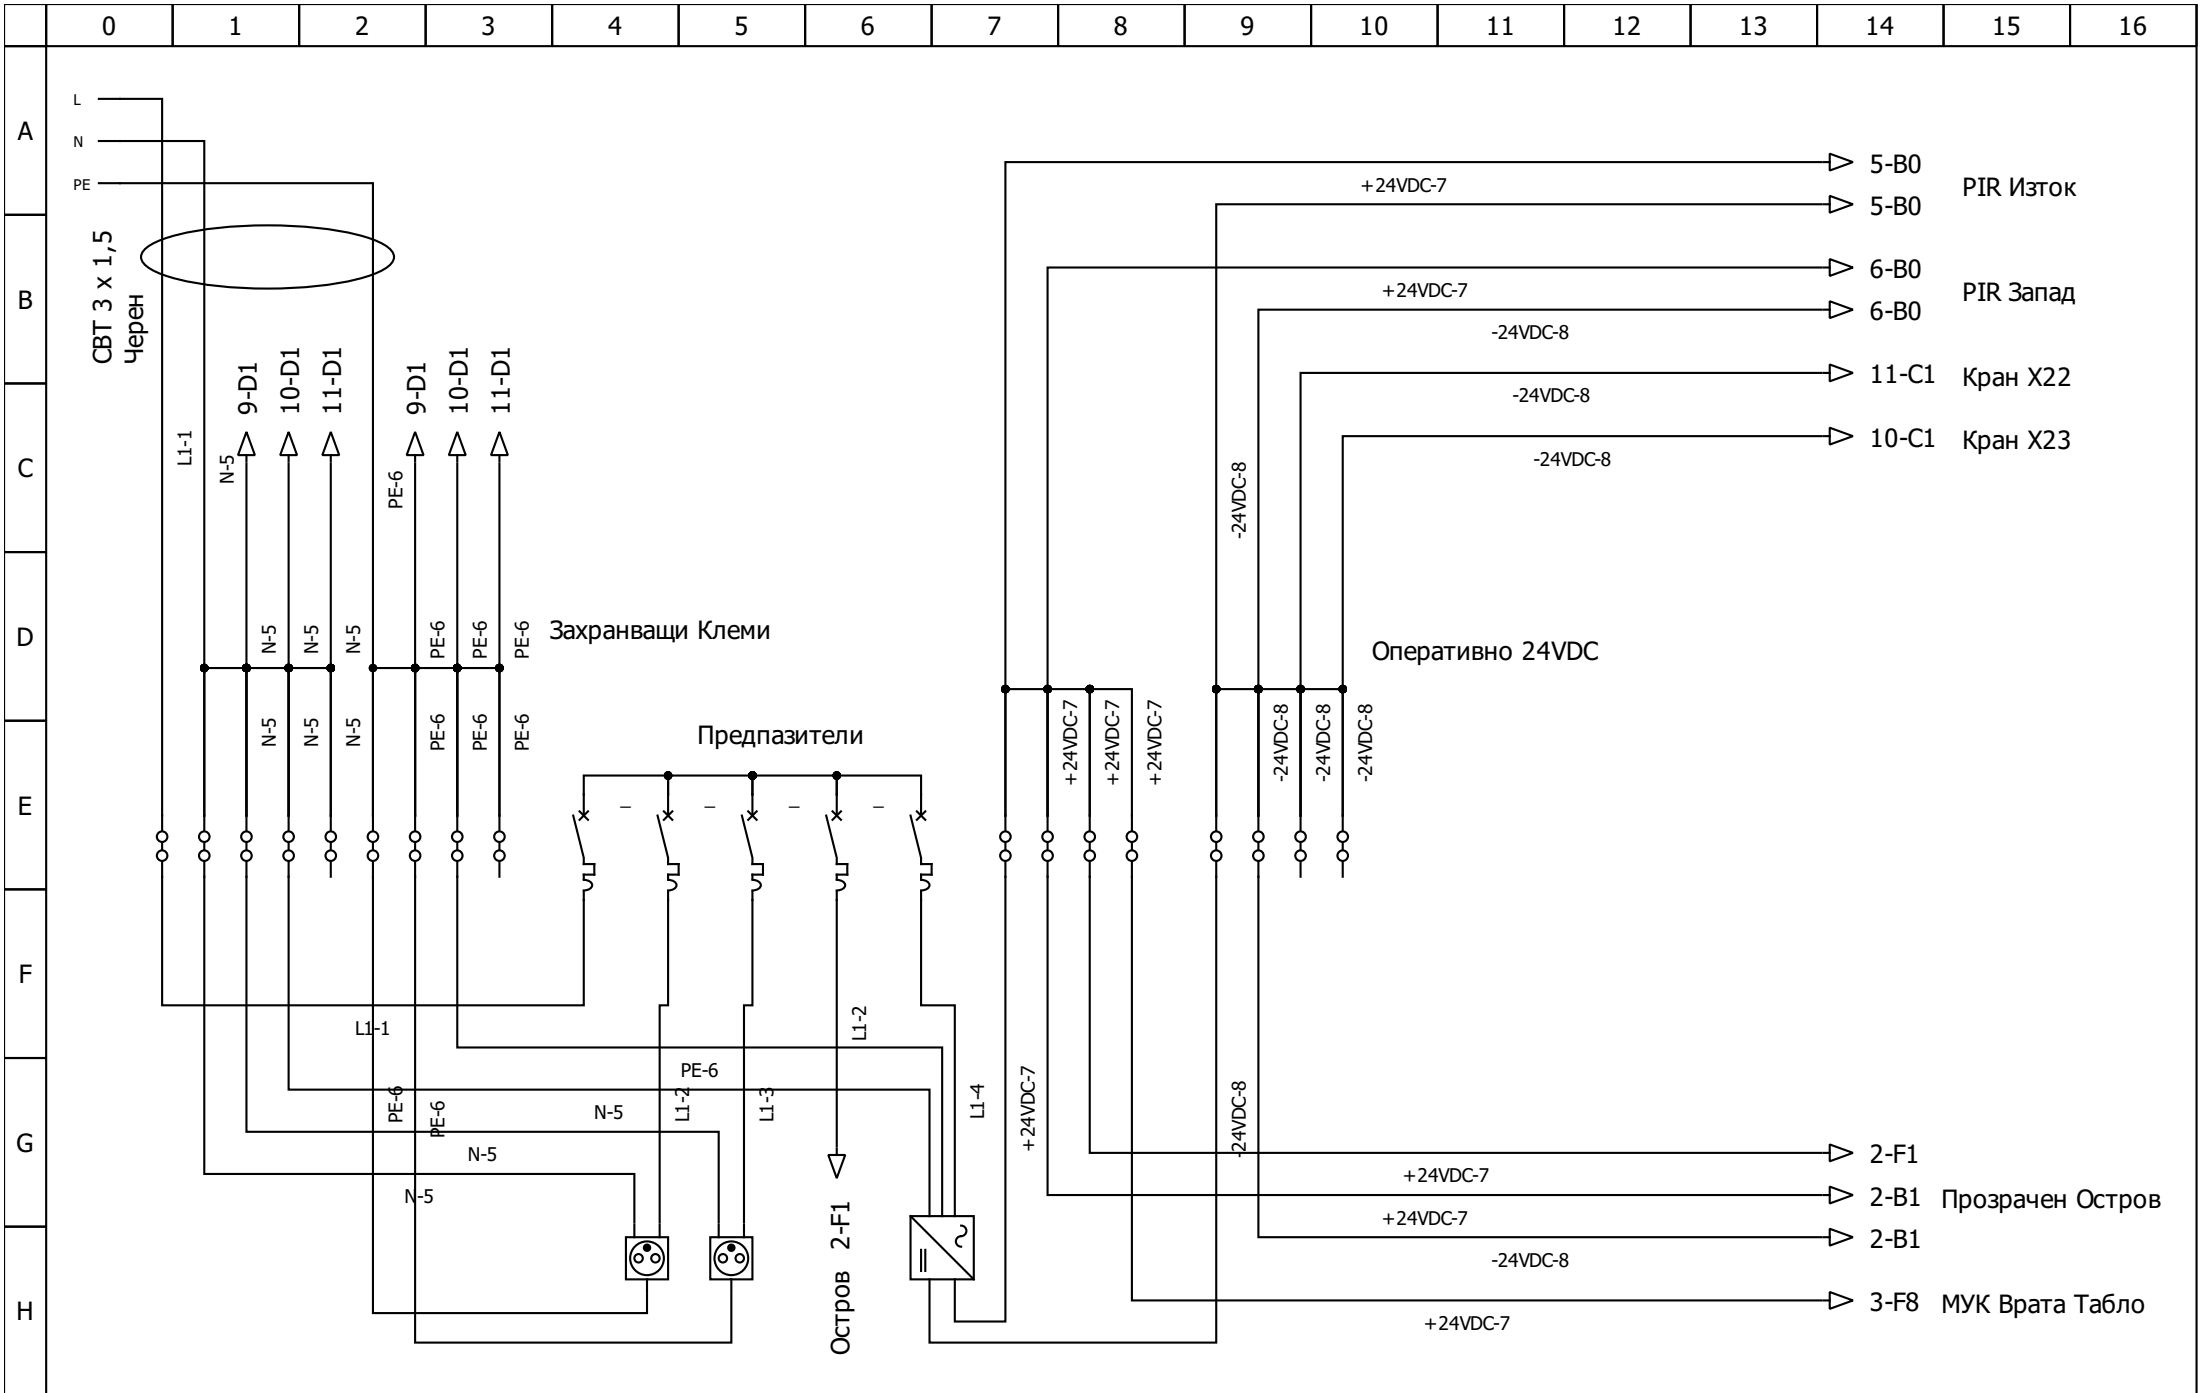 0 1 2 3 4 5 6 7 8 9 10 11 12 13 14 15 16
A
B
C
D
E
F
G
H
L
N
PE
СВТ 3 x 1,5
Черен
L1-1
N-5
9-D1
10-D1
11-D1
PE-6
9-D1
10-D1
11-D1
N-5
N-5
N-5
PE-6
PE-6
PE-6
Захранващи Клеми
N-5
N-5
N-5
PE-6
PE-6
PE-6
Предпазители
L1-1
PE-6
N-5
N-5
N-5
PE-6
PE-6
L1-2
L1-3
L1-2
L1-4
Остров 2-F1
+24VDC-7
5-B0
5-B0
PIR Изток
+24VDC-7
6-B0
6-B0
PIR Запад
-24VDC-8
11-C1 Кран X22
-24VDC-8
10-C1 Кран X23
-24VDC-8
-24VDC-8
Оперативно 24VDC
+24VDC-7
+24VDC-7
+24VDC-7
-24VDC-8
-24VDC-8
-24VDC-8
+24VDC-7
-24VDC-8
2-F1
+24VDC-7
2-B1 Прозрачен Остров
+24VDC-7
2-B1
-24VDC-8
3-F8 МУК Врата Табло
+24VDC-7